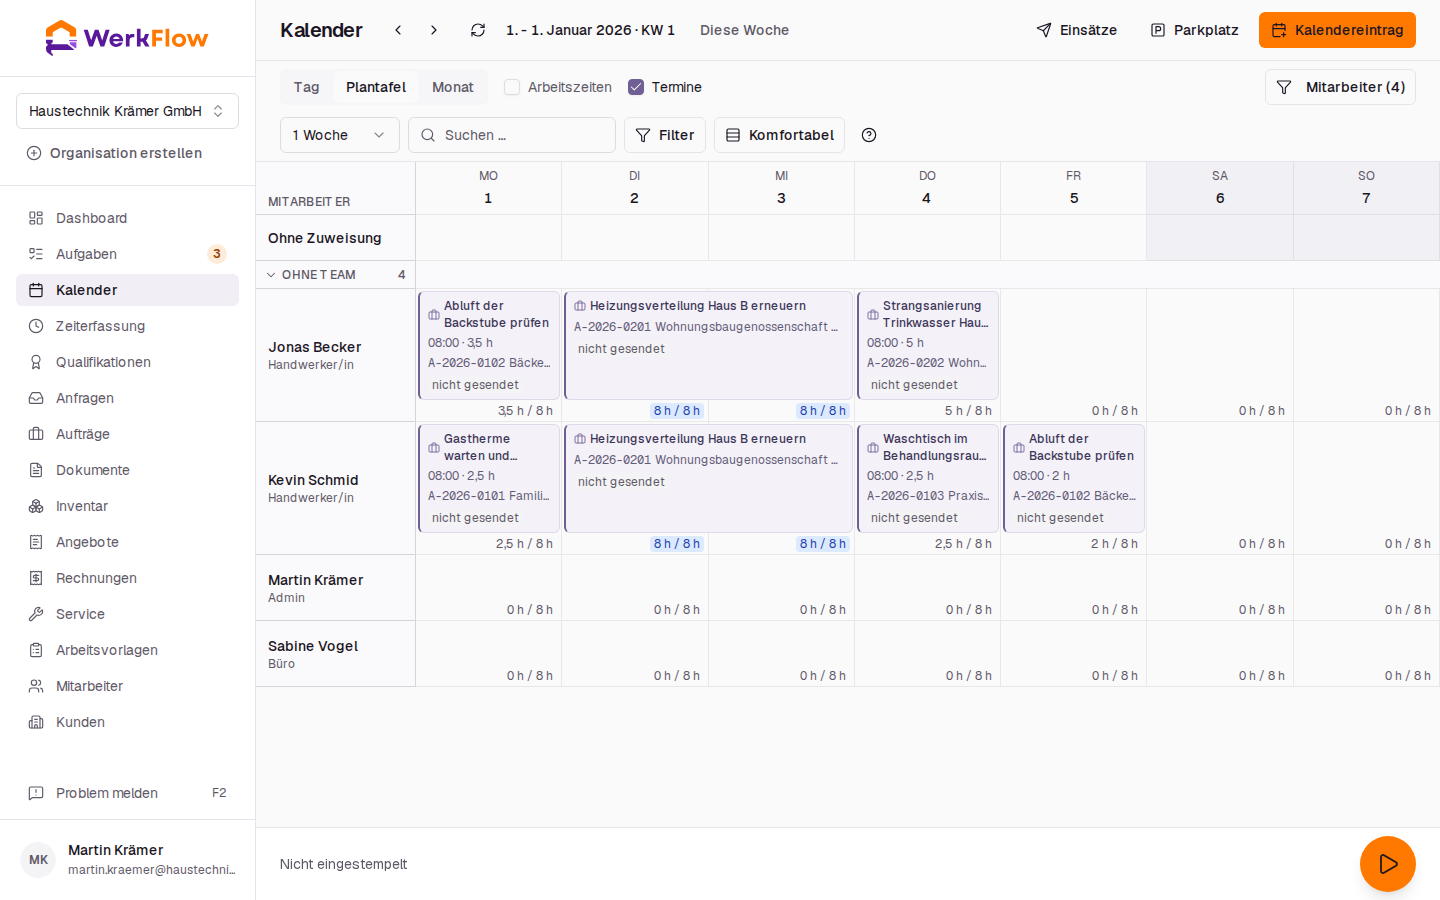 WerkFlow
Haustechnik Krämer GmbH
Organisation erstellen
Dashboard
Aufgaben 3
Kalender
Zeiterfassung
Qualifikationen
Anfragen
Aufträge
Dokumente
Inventar
Angebote
Rechnungen
Service
Arbeitsvorlagen
Mitarbeiter
Kunden
Problem melden F2
MK
Martin Krämer
martin.kraemer@haustechni…
Kalender
1. - 1. Januar 2026 · KW 1
Diese Woche
Einsätze
Parkplatz
Kalendereintrag
Tag
Plantafel
Monat
Arbeitszeiten
Termine
Mitarbeiter (4)
1 Woche
Suchen ...
Filter
Komfortabel
MITARBEITER
MO 1
DI 2
MI 3
DO 4
FR 5
SA 6
SO 7
Ohne Zuweisung
OHNE TEAM 4
Jonas Becker
Handwerker/in
Abluft der
Backstube prüfen
08:00 · 3,5 h
A-2026-0102 Bäcke…
nicht gesendet
Heizungsverteilung Haus B erneuern
A-2026-0201 Wohnungsbaugenossenschaft …
nicht gesendet
Strangsanierung
Trinkwasser Hau…
08:00 · 5 h
A-2026-0202 Wohn…
nicht gesendet
3,5 h / 8 h
8 h / 8 h
8 h / 8 h
5 h / 8 h
0 h / 8 h
0 h / 8 h
0 h / 8 h
Kevin Schmid
Handwerker/in
Gastherme
warten und…
08:00 · 2,5 h
A-2026-0101 Famili…
nicht gesendet
Heizungsverteilung Haus B erneuern
A-2026-0201 Wohnungsbaugenossenschaft …
nicht gesendet
Waschtisch im
Behandlungsrau…
08:00 · 2,5 h
A-2026-0103 Praxis…
nicht gesendet
Abluft der
Backstube prüfen
08:00 · 2 h
A-2026-0102 Bäcke…
nicht gesendet
2,5 h / 8 h
8 h / 8 h
8 h / 8 h
2,5 h / 8 h
2 h / 8 h
0 h / 8 h
0 h / 8 h
Martin Krämer
Admin
0 h / 8 h
0 h / 8 h
0 h / 8 h
0 h / 8 h
0 h / 8 h
0 h / 8 h
0 h / 8 h
Sabine Vogel
Büro
0 h / 8 h
0 h / 8 h
0 h / 8 h
0 h / 8 h
0 h / 8 h
0 h / 8 h
0 h / 8 h
Nicht eingestempelt